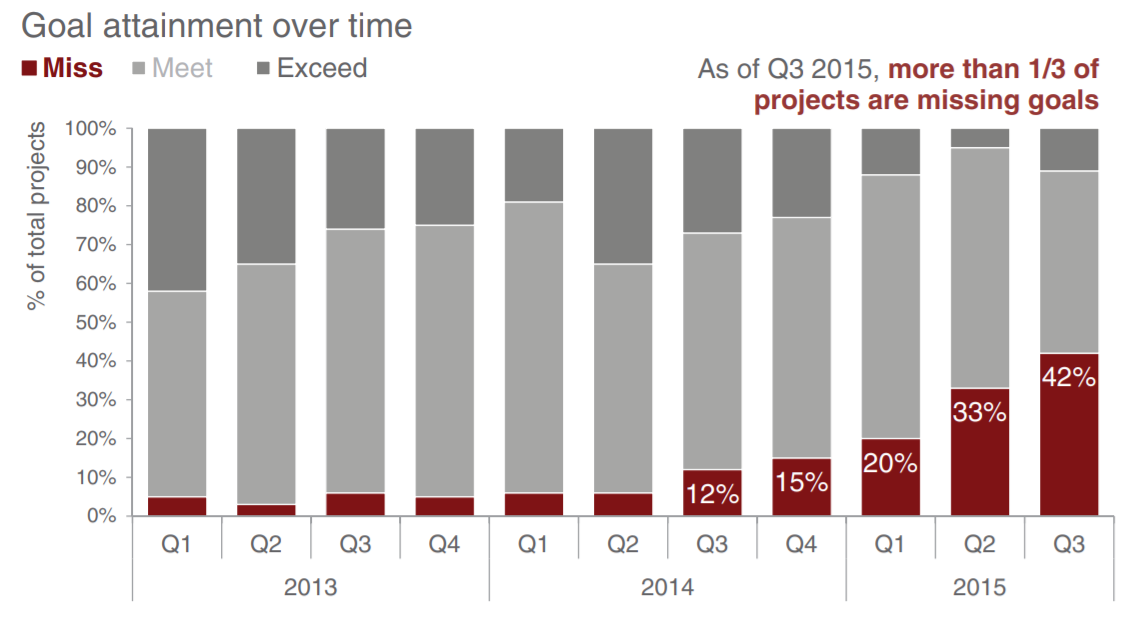 Goal attainment over time
Miss Meet Exceed
As of Q3 2015, more than 1/3 of
projects are missing goals
% of total projects
100%
90%
80%
70%
60%
50%
40%
30%
20%
10%
0%
12% 15% 20% 33% 42%
Q1 Q2 Q3 Q4 Q1 Q2 Q3 Q4 Q1 Q2 Q3
2013 2014 2015